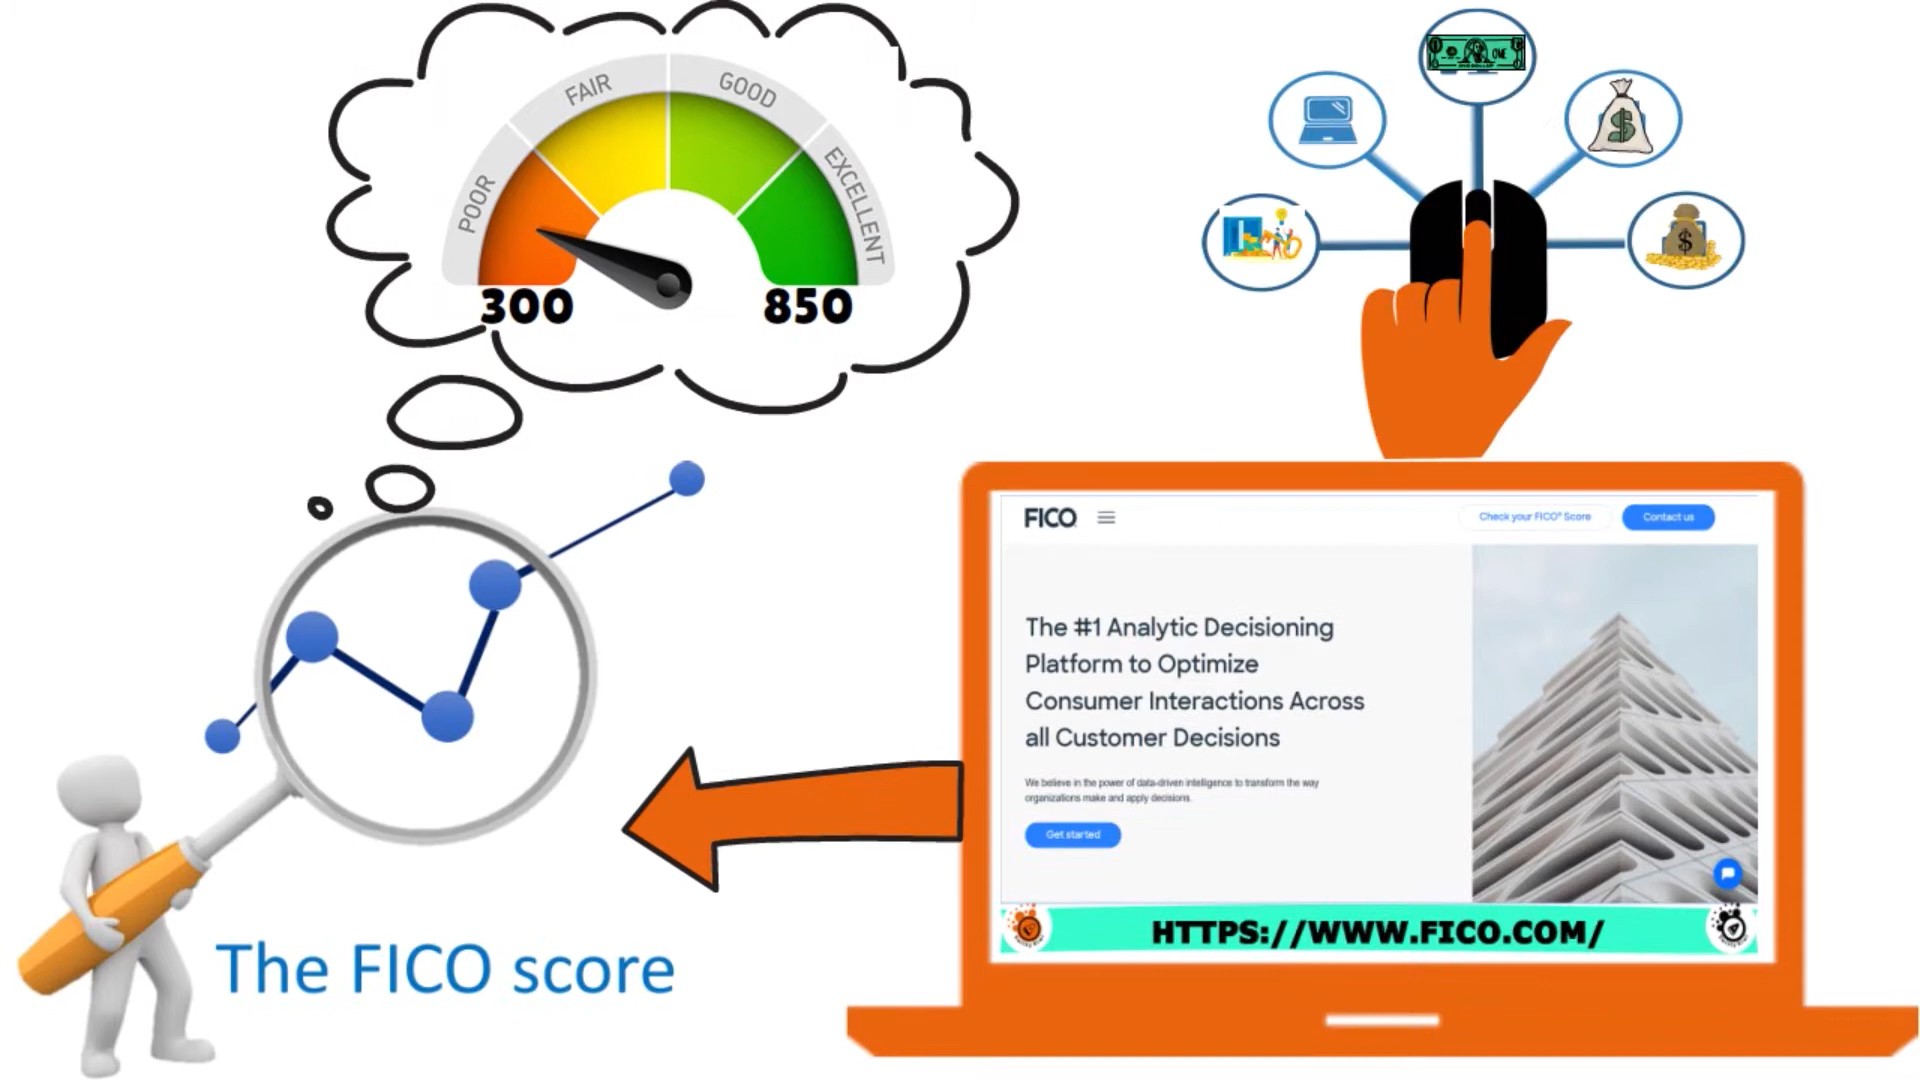 POOR
FAIR
GOOD
EXCELLENT
300
850
ONE
$
$
FICO
Check your FICO® Score
Contact us
The #1 Analytic Decisioning
Platform to Optimize
Consumer Interactions Across
all Customer Decisions
We believe in the power of data-driven intelligence to transform the way
organizations make and apply decisions.
Get started
HTTPS://WWW.FICO.COM/
The FICO score